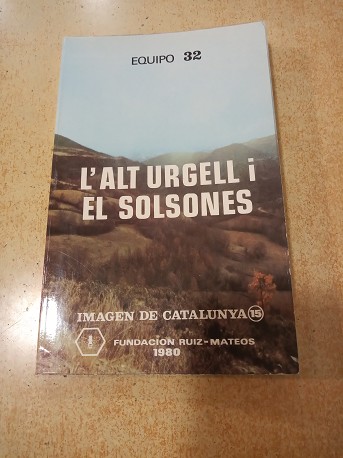 EQUIPO 32
L'ALT URGELL i
EL SOLSONES
IMAGEN DE CATALUNYA 15
FUNDACION RUIZ-MATEOS
1980